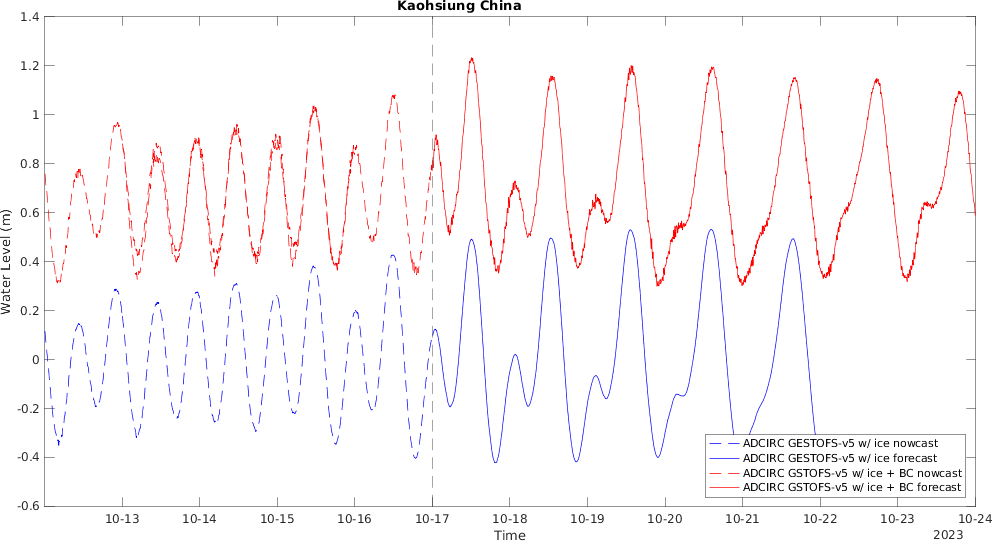 Kaohsiung China
1.4
1.2
1
0.8
0.6
0.4
0.2
0
-0.2
-0.4
-0.6
Water Level (m)
ADCIRC GESTOFS-v5 w/ ice nowcast
ADCIRC GESTOFS-v5 w/ ice forecast
ADCIRC GSTOFS-v5 w/ ice + BC nowcast
ADCIRC GSTOFS-v5 w/ ice + BC forecast
10-13 10-14 10-15 10-16 10-17 10-18 10-19 10-20 10-21 10-22 10-23 10-24
Time 2023